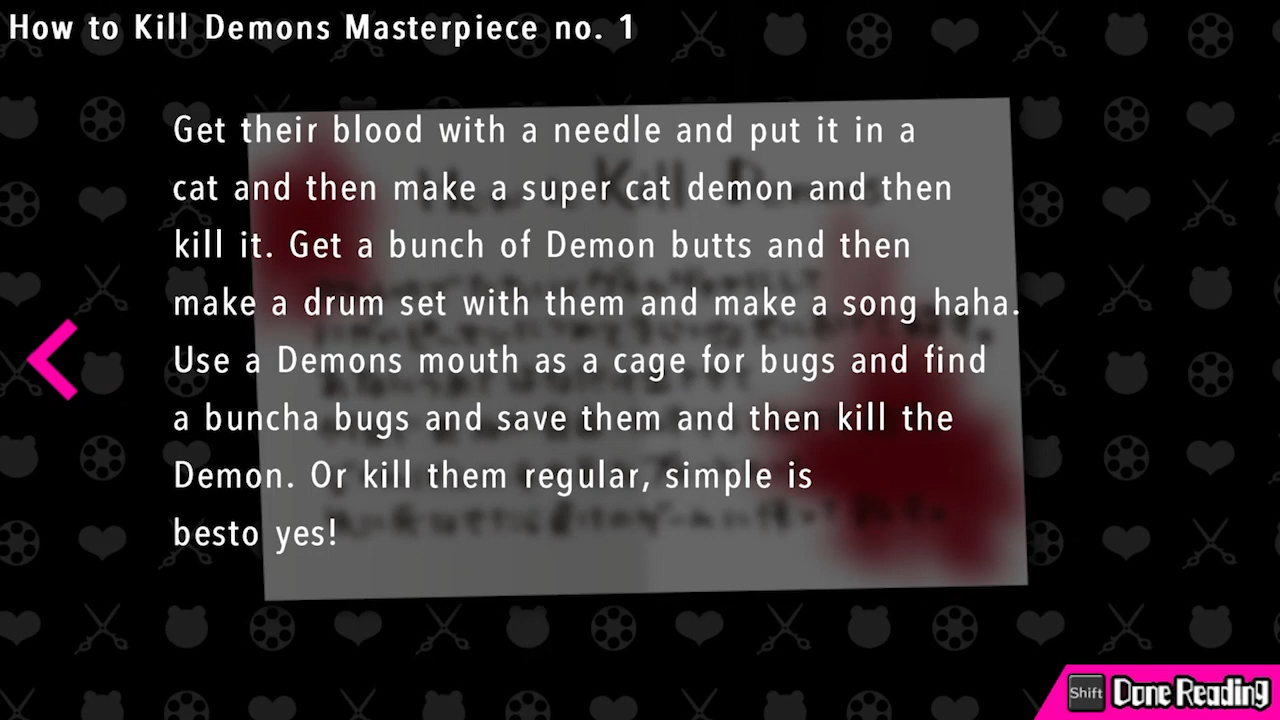 How to Kill Demons Masterpiece no. 1
Get their blood with a needle and put it in a
cat and then make a super cat demon and then
kill it. Get a bunch of Demon butts and then
make a drum set with them and make a song haha.
Use a Demons mouth as a cage for bugs and find
a buncha bugs and save them and then kill the
Demon. Or kill them regular, simple is
besto yes!
Shift Done Reading